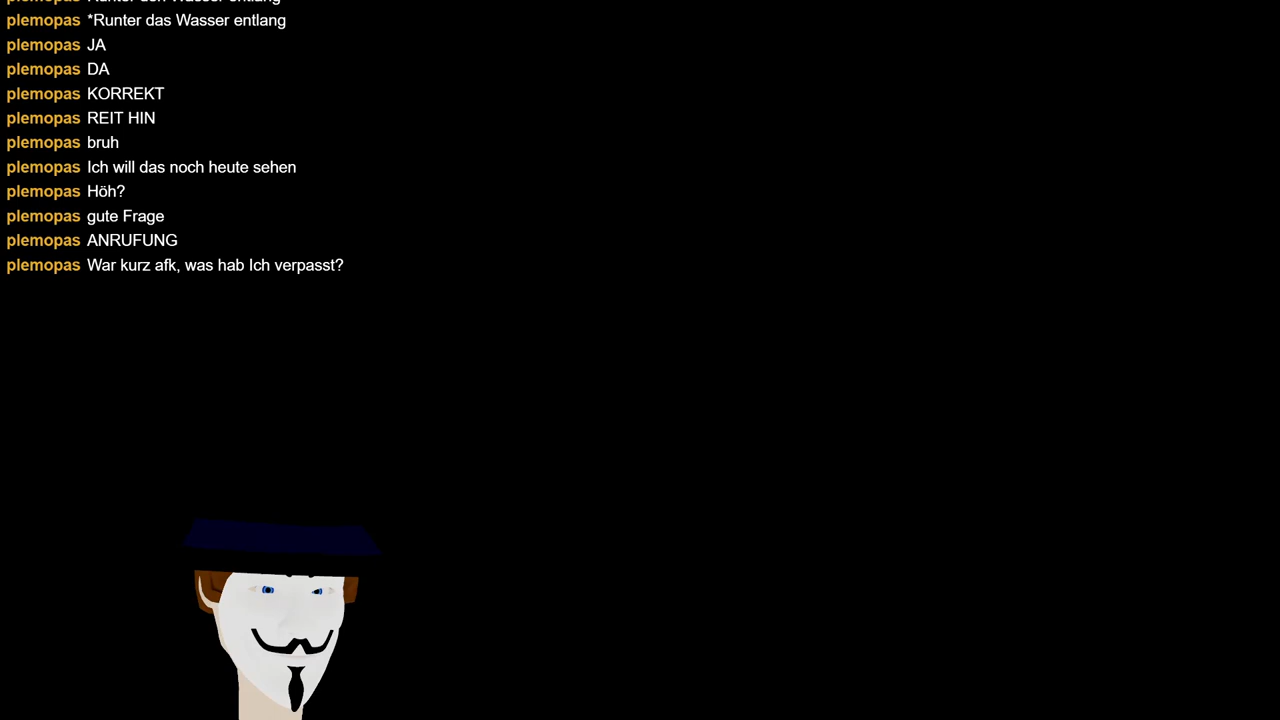 plemopas *Runter das Wasser entlang
plemopas JA
plemopas DA
plemopas KORREKT
plemopas REIT HIN
plemopas bruh
plemopas Ich will das noch heute sehen
plemopas Höh?
plemopas gute Frage
plemopas ANRUFUNG
plemopas War kurz afk, was hab Ich verpasst?